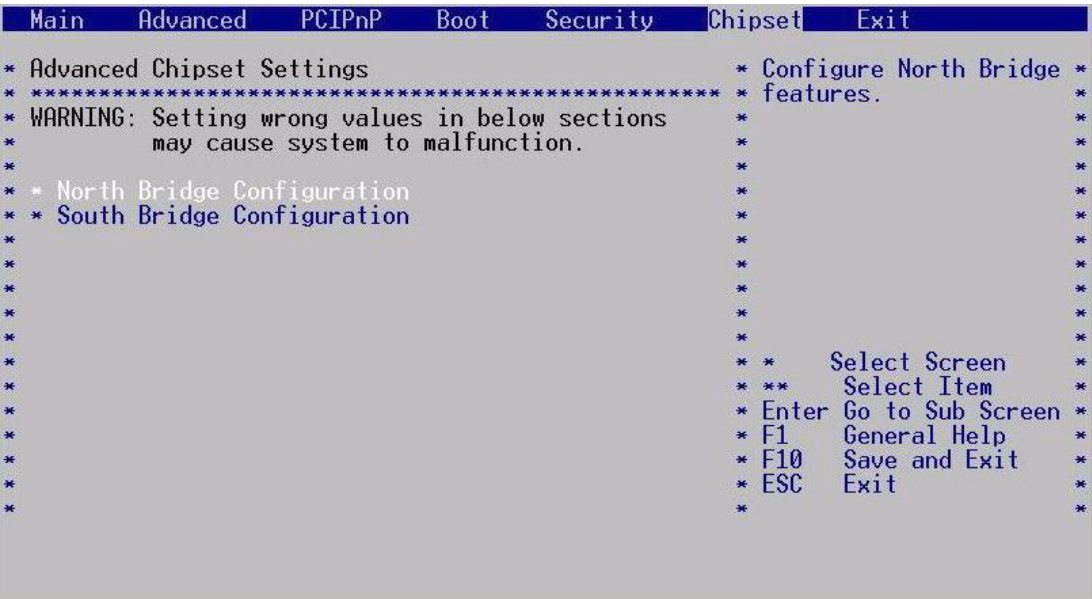 Main Advanced PCIPnP Boot Security Chipset Exit
* Advanced Chipset Settings * Configure North Bridge *
* *************************************************** * features. *
* WARNING: Setting wrong values in below sections * *
* may cause system to malfunction. * *
* * *
* * North Bridge Configuration * *
* * South Bridge Configuration * *
* * *
* * *
* * *
* * *
* * *
* * * Select Screen *
* * ** Select Item *
* * Enter Go to Sub Screen *
* * F1 General Help *
* * F10 Save and Exit *
* * ESC Exit *
* * *